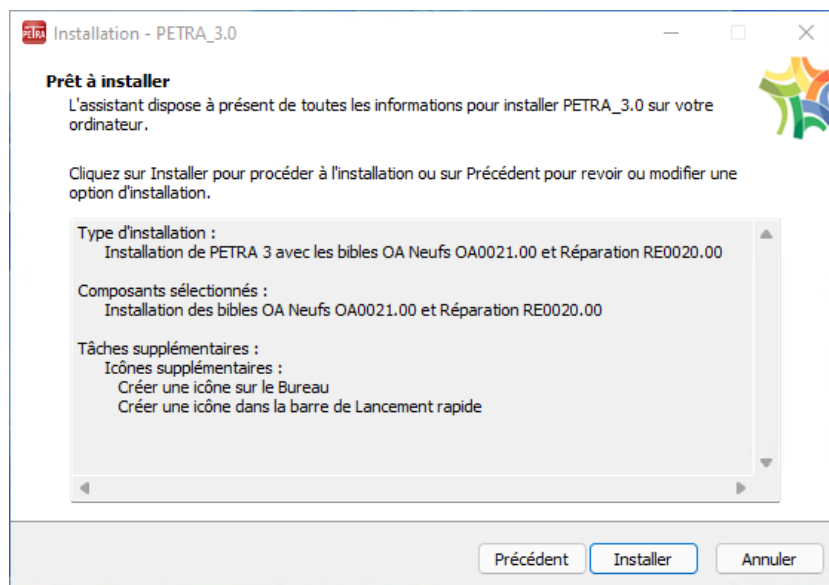 PETRA Installation - PETRA_3.0
Prêt à installer
L'assistant dispose à présent de toutes les informations pour installer PETRA_3.0 sur votre
ordinateur.
Cliquez sur Installer pour procéder à l'installation ou sur Précédent pour revoir ou modifier une
option d'installation.
Type d'installation :
Installation de PETRA 3 avec les bibles OA Neufs OA0021.00 et Réparation RE0020.00
Composants sélectionnés :
Installation des bibles OA Neufs OA0021.00 et Réparation RE0020.00
Tâches supplémentaires :
Icônes supplémentaires :
Créer une icône sur le Bureau
Créer une icône dans la barre de Lancement rapide
Précédent Installer Annuler